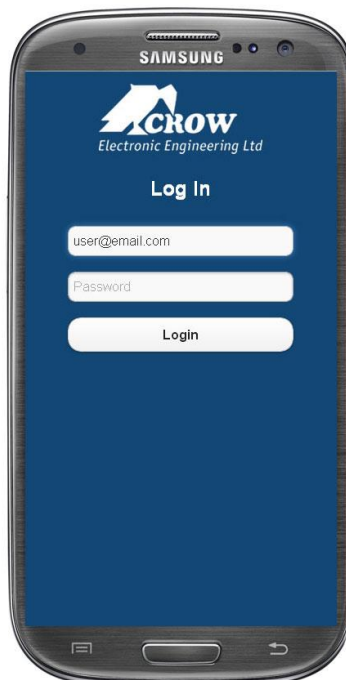 SAMSUNG
CROW
Electronic Engineering Ltd
Log In
user@email.com
Password
Login